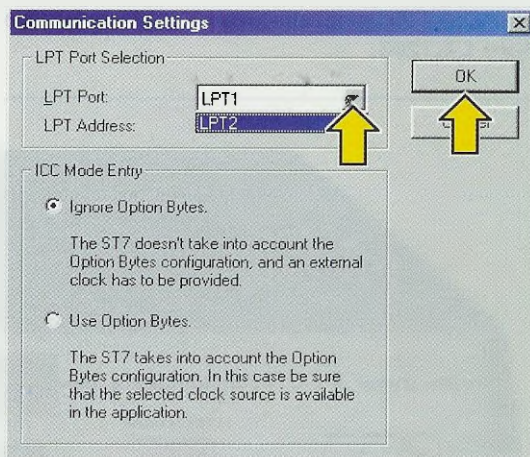 Communication Settings
LPT Port Selection
LPT Port:
LPT1
OK
LPT2
LPT Address:
ICC Mode Entry
Ignore Option Bytes.
The ST7 doesn't take into account the
Option Bytes configuration, and an external
clock has to be provided.
Use Option Bytes.
The ST7 takes into account the Option
Bytes configuration. In this case be sure
that the selected clock source is available
in the application.